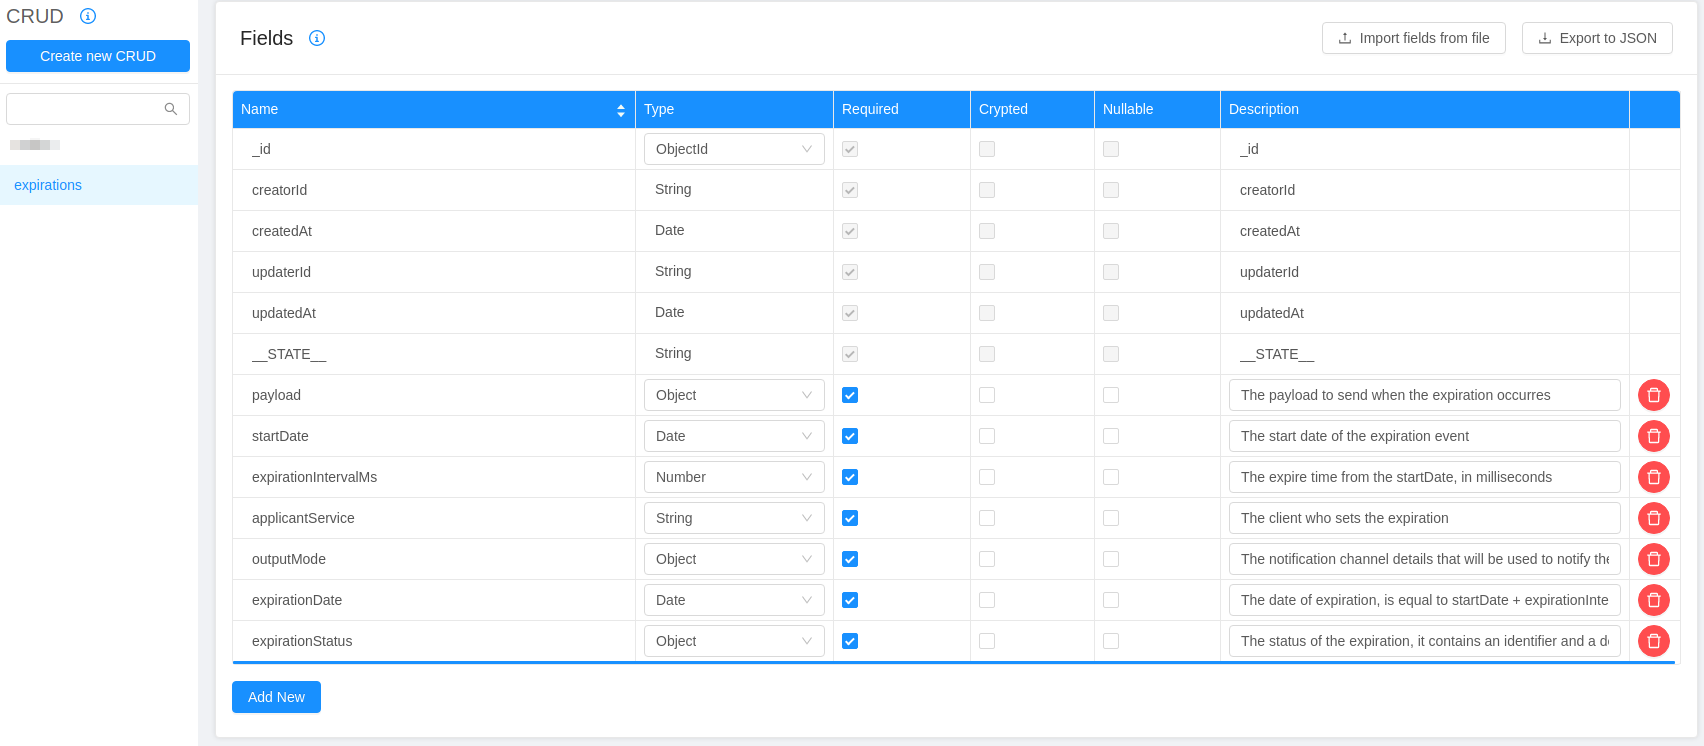 CRUD
Create new CRUD
expirations
Fields
Import fields from file
Export to JSON
Name Type Required Crypted Nullable Description
_id ObjectId _id
creatorId String creatorId
createdAt Date createdAt
updaterId String updaterId
updatedAt Date updatedAt
__STATE__ String __STATE__
payload Object The payload to send when the expiration occurres
startDate Date The start date of the expiration event
expirationIntervalMs Number The expire time from the startDate, in milliseconds
applicantService String The client who sets the expiration
outputMode Object The notification channel details that will be used to notify the
expirationDate Date The date of expiration, is equal to startDate + expirationInte
expirationStatus Object The status of the expiration, it contains an identifier and a d
Add New